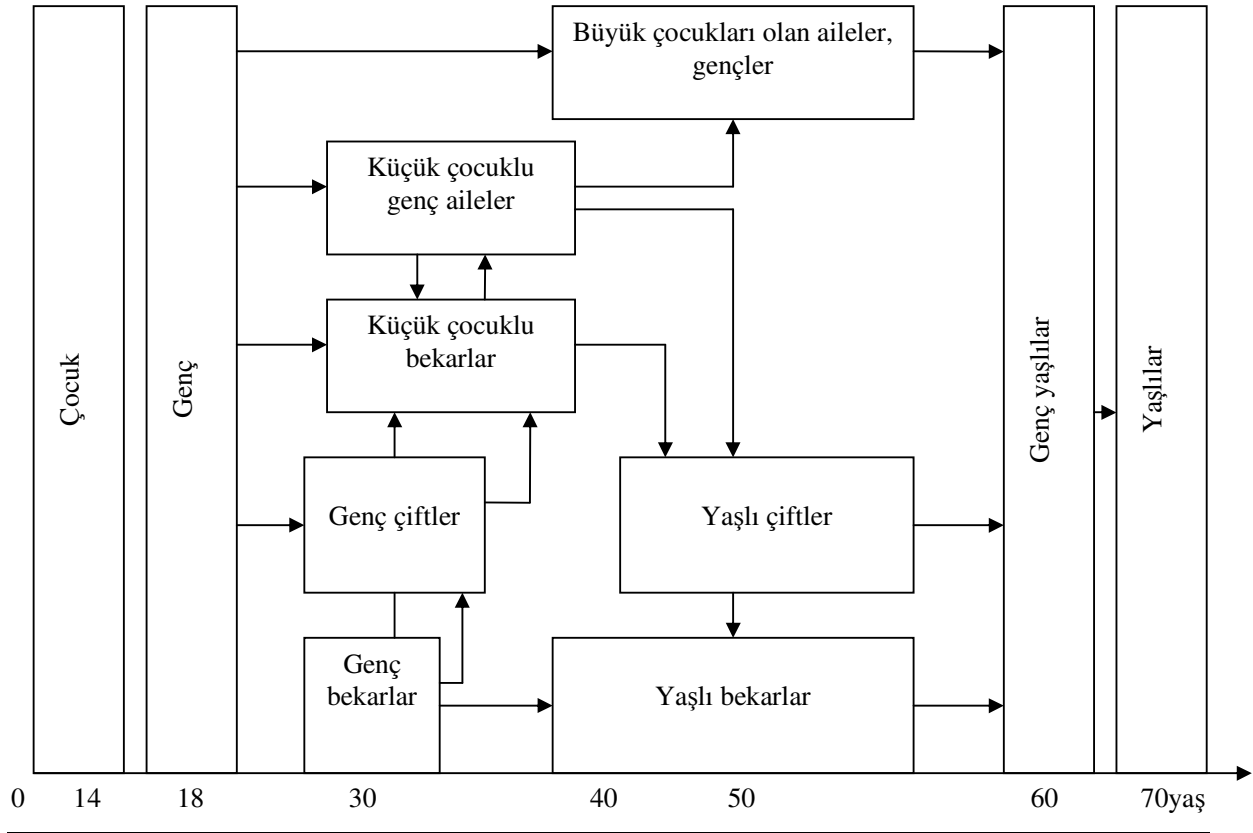 Büyük çocukları olan aileler,
gençler
Küçük çocuklu
genç aileler
Küçük çocuklu
bekarlar
Çocuk
Genç
Genç yaşlılar
Yaşlılar
Genç çiftler
Yaşlı çiftler
Genç
bekarlar
Yaşlı bekarlar
0 14 18 30 40 50 60 70yaş